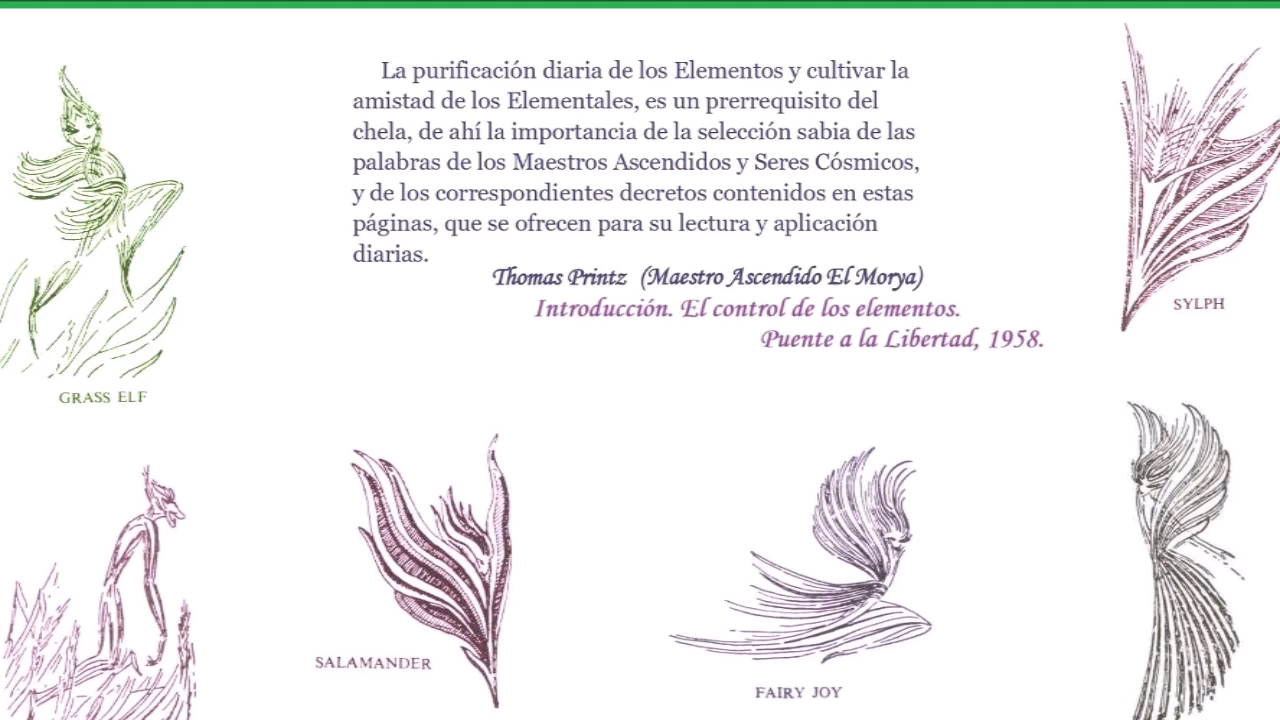 La purificación diaria de los Elementos y cultivar la
amistad de los Elementales, es un prerrequisito del
chela, de ahí la importancia de la selección sabia de las
palabras de los Maestros Ascendidos y Seres Cósmicos,
y de los correspondientes decretos contenidos en estas
páginas, que se ofrecen para su lectura y aplicación
diarias.
Thomas Printz (Maestro Ascendido El Morya)
Introducción. El control de los elementos.
Puente a la Libertad, 1958.
SYLPH
GRASS ELF
SALAMANDER
FAIRY JOY